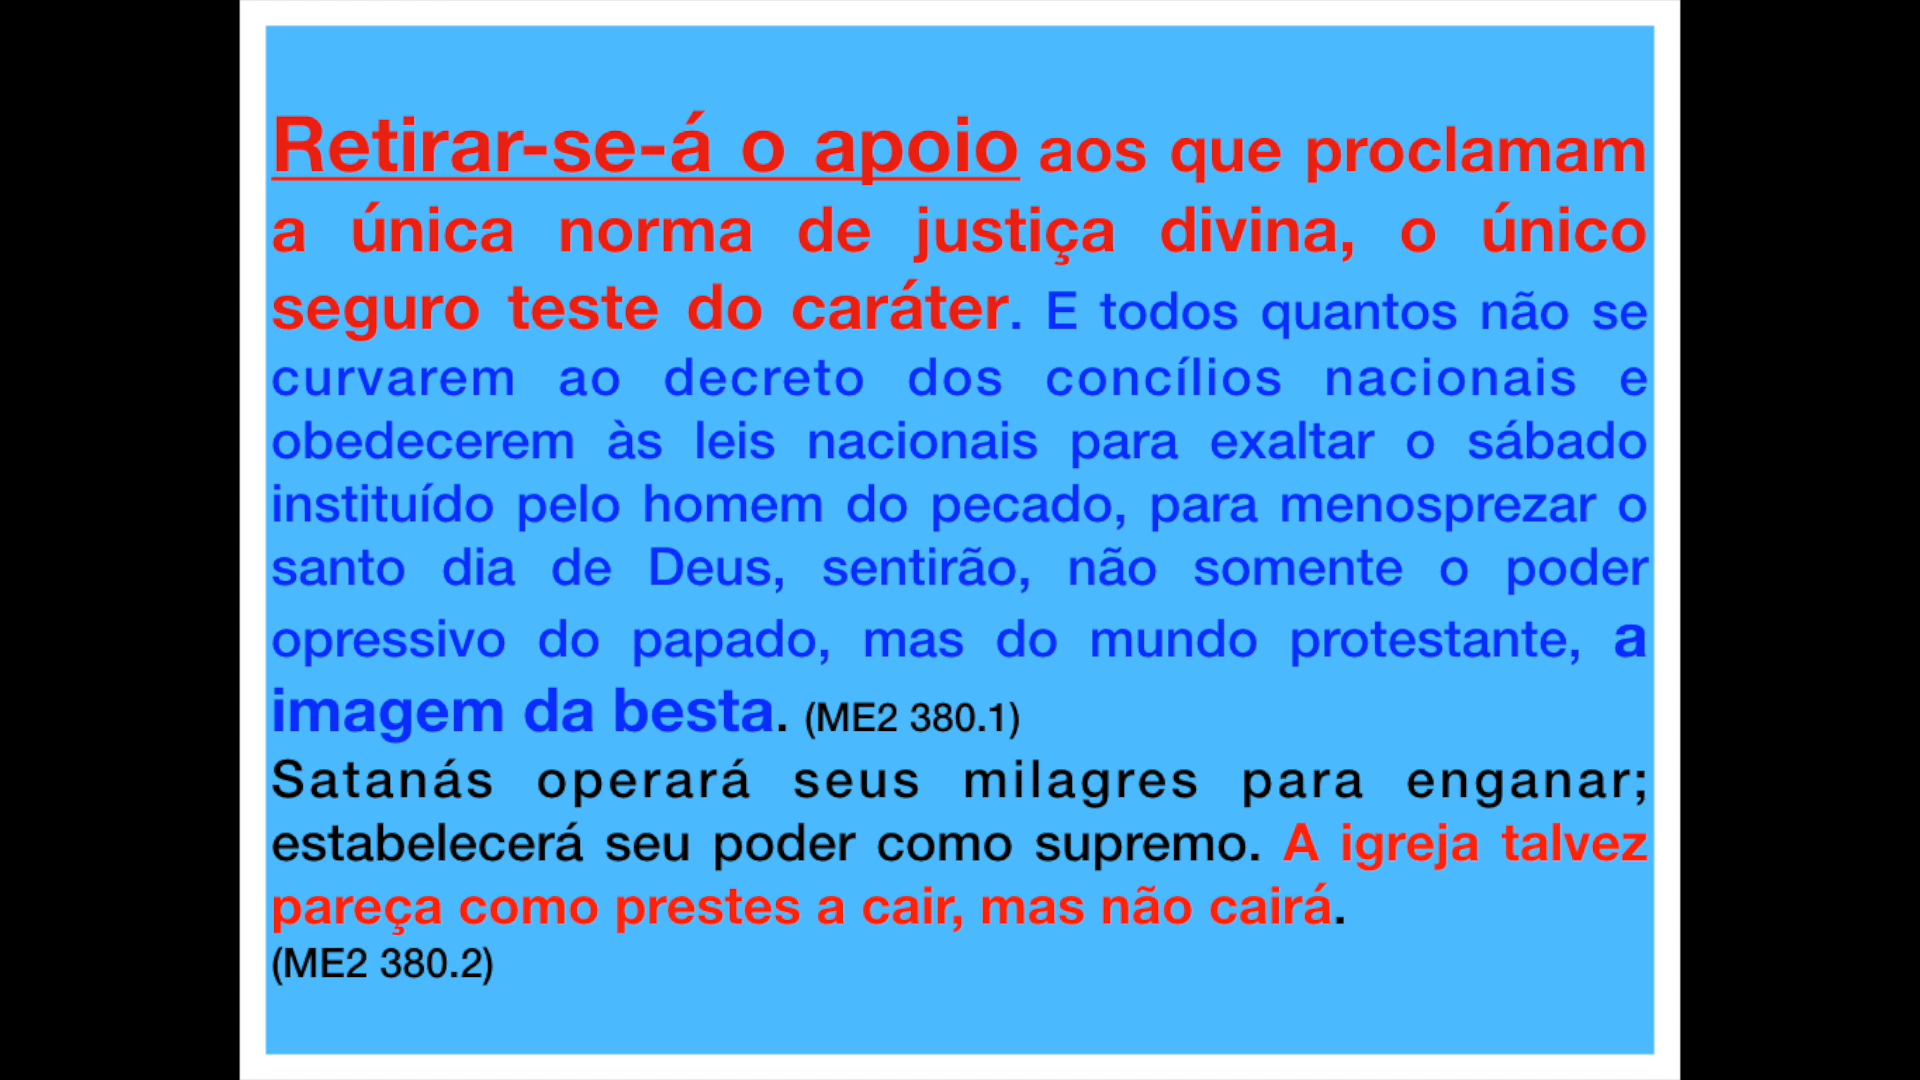 Retirar-se-á o apoio aos que proclamam
a única norma de justiça divina, o único
seguro teste do caráter. E todos quantos não se
curvarem ao decreto dos concílios nacionais e
obedecerem às leis nacionais para exaltar o sábado
instituído pelo homem do pecado, para menosprezar o
santo dia de Deus, sentirão, não somente o poder
opressivo do papado, mas do mundo protestante, a
imagem da besta. (ME2 380.1)
Satanás operará seus milagres para enganar;
estabelecerá seu poder como supremo. A igreja talvez
pareça como prestes a cair, mas não cairá.
(ME2 380.2)